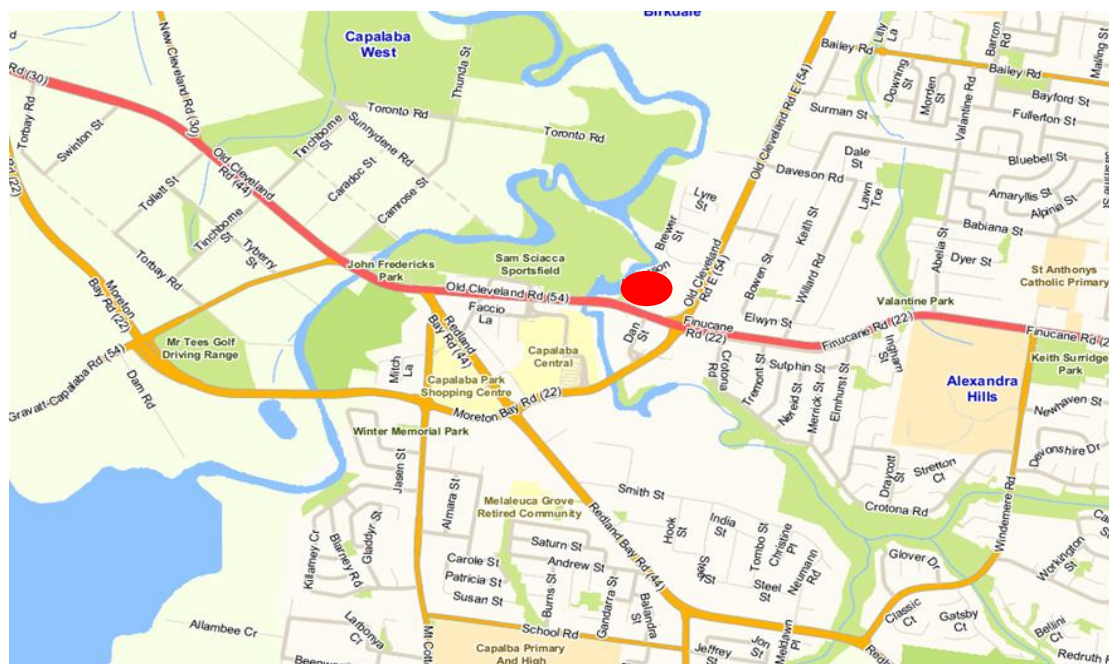 Birkdale
Capalaba
West
New Cleveland Rd (30)
Thunda St
Lilly
La
Barron
Rd
Malling St
Bailey Rd
Bailey Rd
Rd (30)
Torbay Rd
Swinton St
Toronto Rd
Toronto Rd
Tinchborne
St
Sunnydene Rd
Caradoc St
Camrose St
Old Cleveland
Rd (44)
Tollett St
Tinchborne
St
Tyberry
St
Torbay Rd
Old Cleveland Rd E (54)
Downing
St
Morden
St
Valantine Rd
Bayford St
Fullerton St
Surman St
Bluebell St
Dale
St
Daveson Rd
Lawn
Tce
Amaryllis St
Alpinia St
Babiana St
Lyre
St
Brewer
St
Keith St
Willard Rd
Bowen St
Abelia St
Dyer St
St Anthonys
Catholic Primary
John Fredericks
Park
Sam Sciacca
Sportsfield
Old Cleveland Rd (54)
Old Cleveland
Rd E (54)
Valantine Park
Moreton
Bay Rd (22)
Faccio
La
Redland
Bay Rd (44)
Dan
St
Finucane
Rd (22)
Elwyn St
Finucane Rd (22)
Finucane Rd (2
Keith Surridge
Park
Mr Tees Golf
Driving Range
Capalaba
Central
Mitch
La
Capalaba Park
Shopping Centre
Crotona
Rd
Tremont St
Sutphin St
Nereid St
Merrick St
Elmhurst St
Ingham
St
Alexandra
Hills
Gravatt-Capalaba Rd (54)
Dam Rd
Moreton Bay Rd (22)
Newhaven St
Winter Memorial Park
Devonshire Dr
Jasen St
Almara St
Draycott
St
Stretton
Ct
Crotona Rd
Windemere Rd
Melaleuca Grove
Retired Community
Smith St
Hook
St
India
St
Tombo St
Christine
Pl
Steel
St
Neumann
Rd
Redland Bay Rd (44)
Killarney Cr
Blarney Rd
Gladdyr St
Carole St
Patricia St
Susan St
Saturn St
Andrew St
Burns St
Gandarra St
Balandra
St
Glover Dr
Workington
St
Classic
Ct
Gatsby
Ct
Bellini
Ct
Redruth
Allambee Cr
Larbonya
Cr
School Rd
Capalba Primary
And High
Jeffrey
St
Jon St
Meldawn
Pl